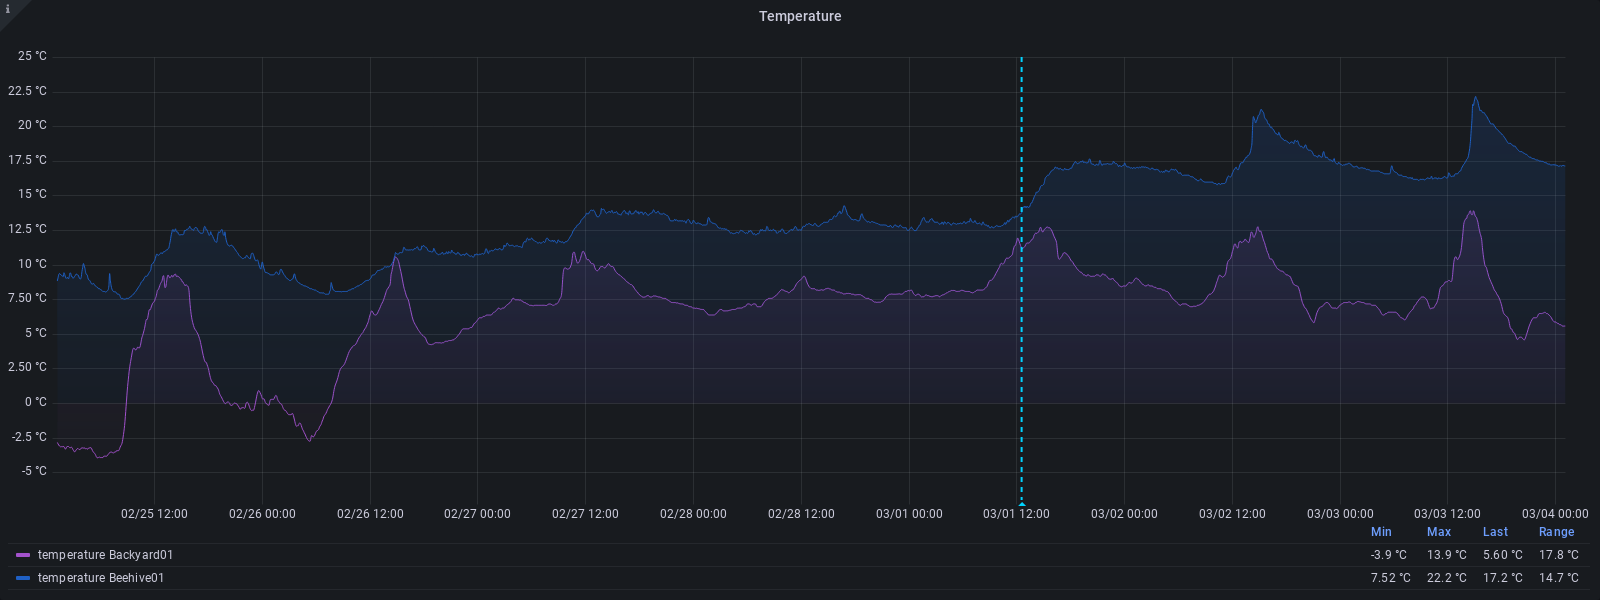 i
Temperature
25 °C
22.5 °C
20 °C
17.5 °C
15 °C
12.5 °C
10 °C
7.50 °C
5 °C
2.50 °C
0 °C
-2.5 °C
-5 °C
02/25 12:00 02/26 00:00 02/26 12:00 02/27 00:00 02/27 12:00 02/28 00:00 02/28 12:00 03/01 00:00 03/01 12:00 03/02 00:00 03/02 12:00 03/03 00:00 03/03 12:00 03/04 00:00
Min Max Last Range
temperature Backyard01 -3.9 °C 13.9 °C 5.60 °C 17.8 °C
temperature Beehive01 7.52 °C 22.2 °C 17.2 °C 14.7 °C